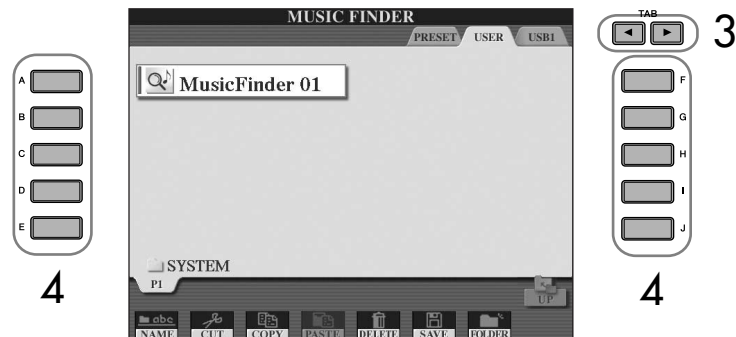 MUSIC FINDER
TAB
3
PRESET USER USB1
A
B
C
D
E
4
MusicFinder 01
SYSTEM
P1
UP
abc
NAME CUT COPY PASTE DELETE SAVE FOLDER
F
G
H
I
J
4